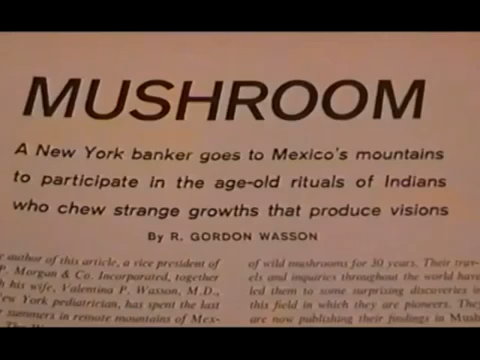 MUSHROOM
A New York banker goes to Mexico's mountains
to participate in the age-old rituals of Indians
who chew strange growths that produce visions
By R. GORDON WASSON
author of this article, a vice president of
P. Morgan & Co. Incorporated, together
his wife, Valentina P. Wasson, M.D.,
York pediatrician, has spent the last
summers in remote mountains of Mex-
of wild mushrooms for 30 years. Their trav-
els and inquiries throughout the world have
led them to some surprising discoveries in
this field in which they are pioneers. They
are now publishing their findings in Mush